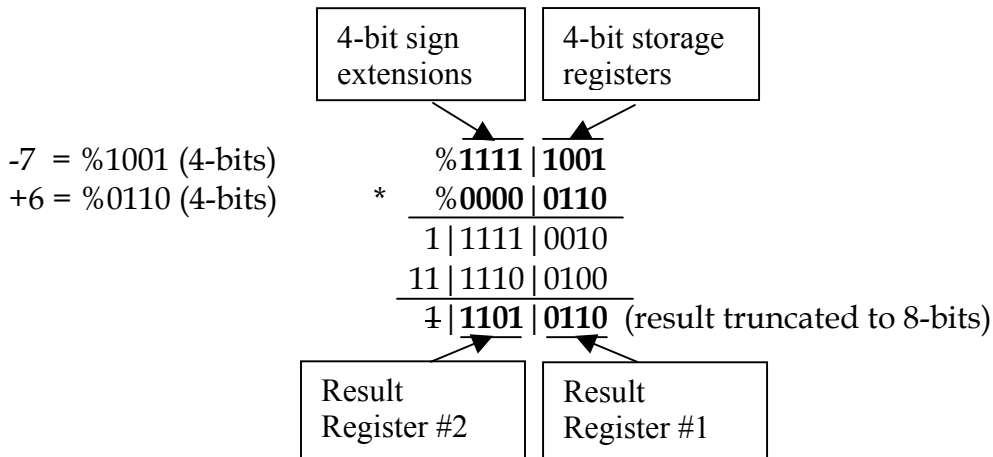 4-bit sign
extensions
4-bit storage
registers
-7 = %1001 (4-bits) %1111|1001
+6 = %0110 (4-bits) * %0000|0110
1|1111|0010
11|1110|0100
1|1101|0110 (result truncated to 8-bits)
Result
Register #2
Result
Register #1